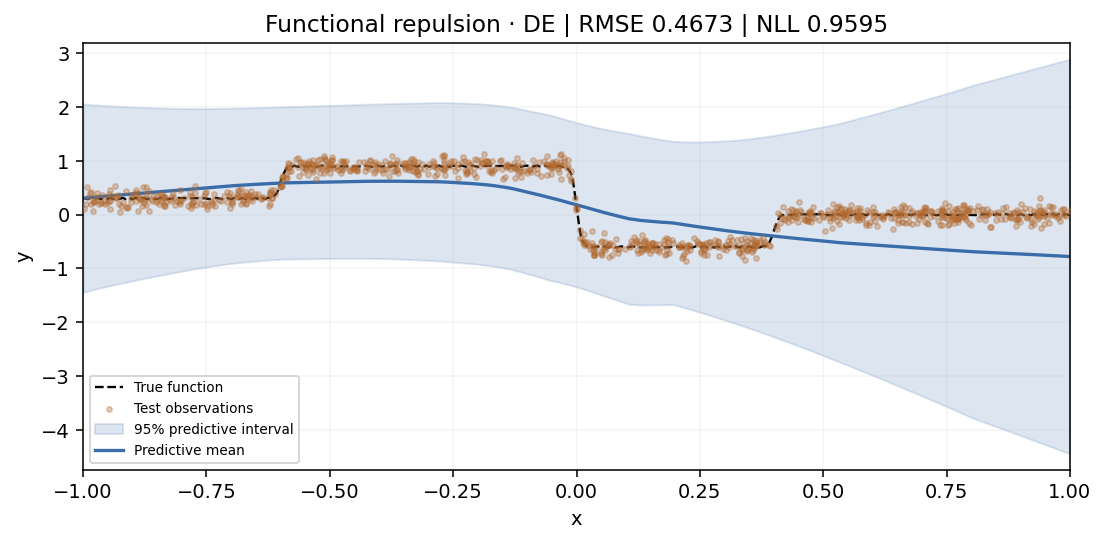 Functional repulsion · DE | RMSE 0.4673 | NLL 0.9595
3
2
1
0
−1
−2
−3
−4
y
True function
Test observations
95% predictive interval
Predictive mean
−1.00 −0.75 −0.50 −0.25 0.00 0.25 0.50 0.75 1.00
x